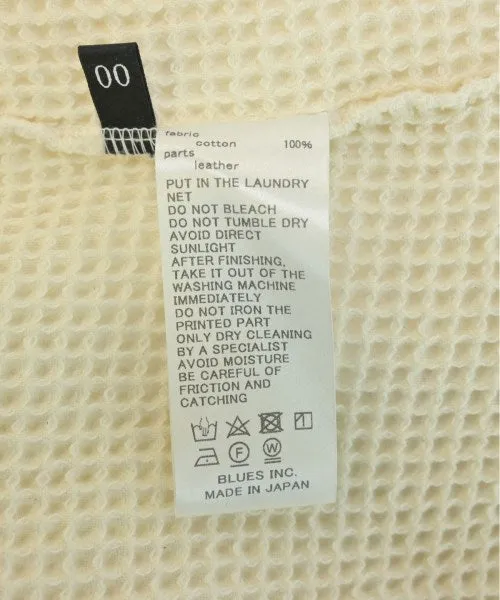 00
fabric
cotton 100%
parts
leather
PUT IN THE LAUNDRY
NET
DO NOT BLEACH
DO NOT TUMBLE DRY
AVOID DIRECT
SUNLIGHT
AFTER FINISHING,
TAKE IT OUT OF THE
WASHING MACHINE
IMMEDIATELY
DO NOT IRON THE
PRINTED PART
ONLY DRY CLEANING
BY A SPECIALIST
AVOID MOISTURE
BE CAREFUL OF
FRICTION AND
CATCHING
F W
BLUES INC.
MADE IN JAPAN